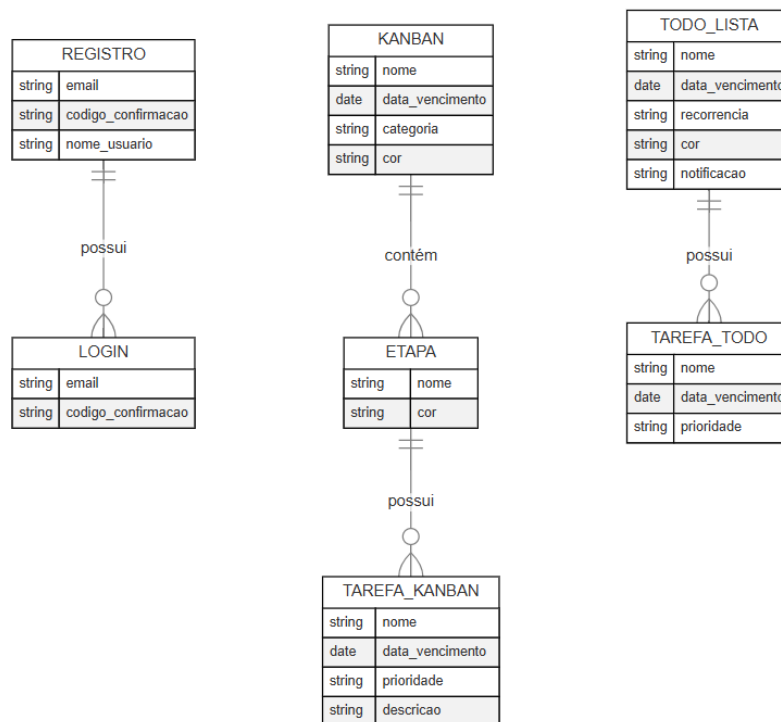 REGISTRO
string email
string codigo_confirmacao
string nome_usuario
possui
LOGIN
string email
string codigo_confirmacao
KANBAN
string nome
date data_vencimento
string categoria
string cor
contém
ETAPA
string nome
string cor
possui
TAREFA_KANBAN
string nome
date data_vencimento
string prioridade
string descricao
TODO_LISTA
string nome
date data_vencimento
string recorrencia
string cor
string notificacao
possui
TAREFA_TODO
string nome
date data_vencimento
string prioridade